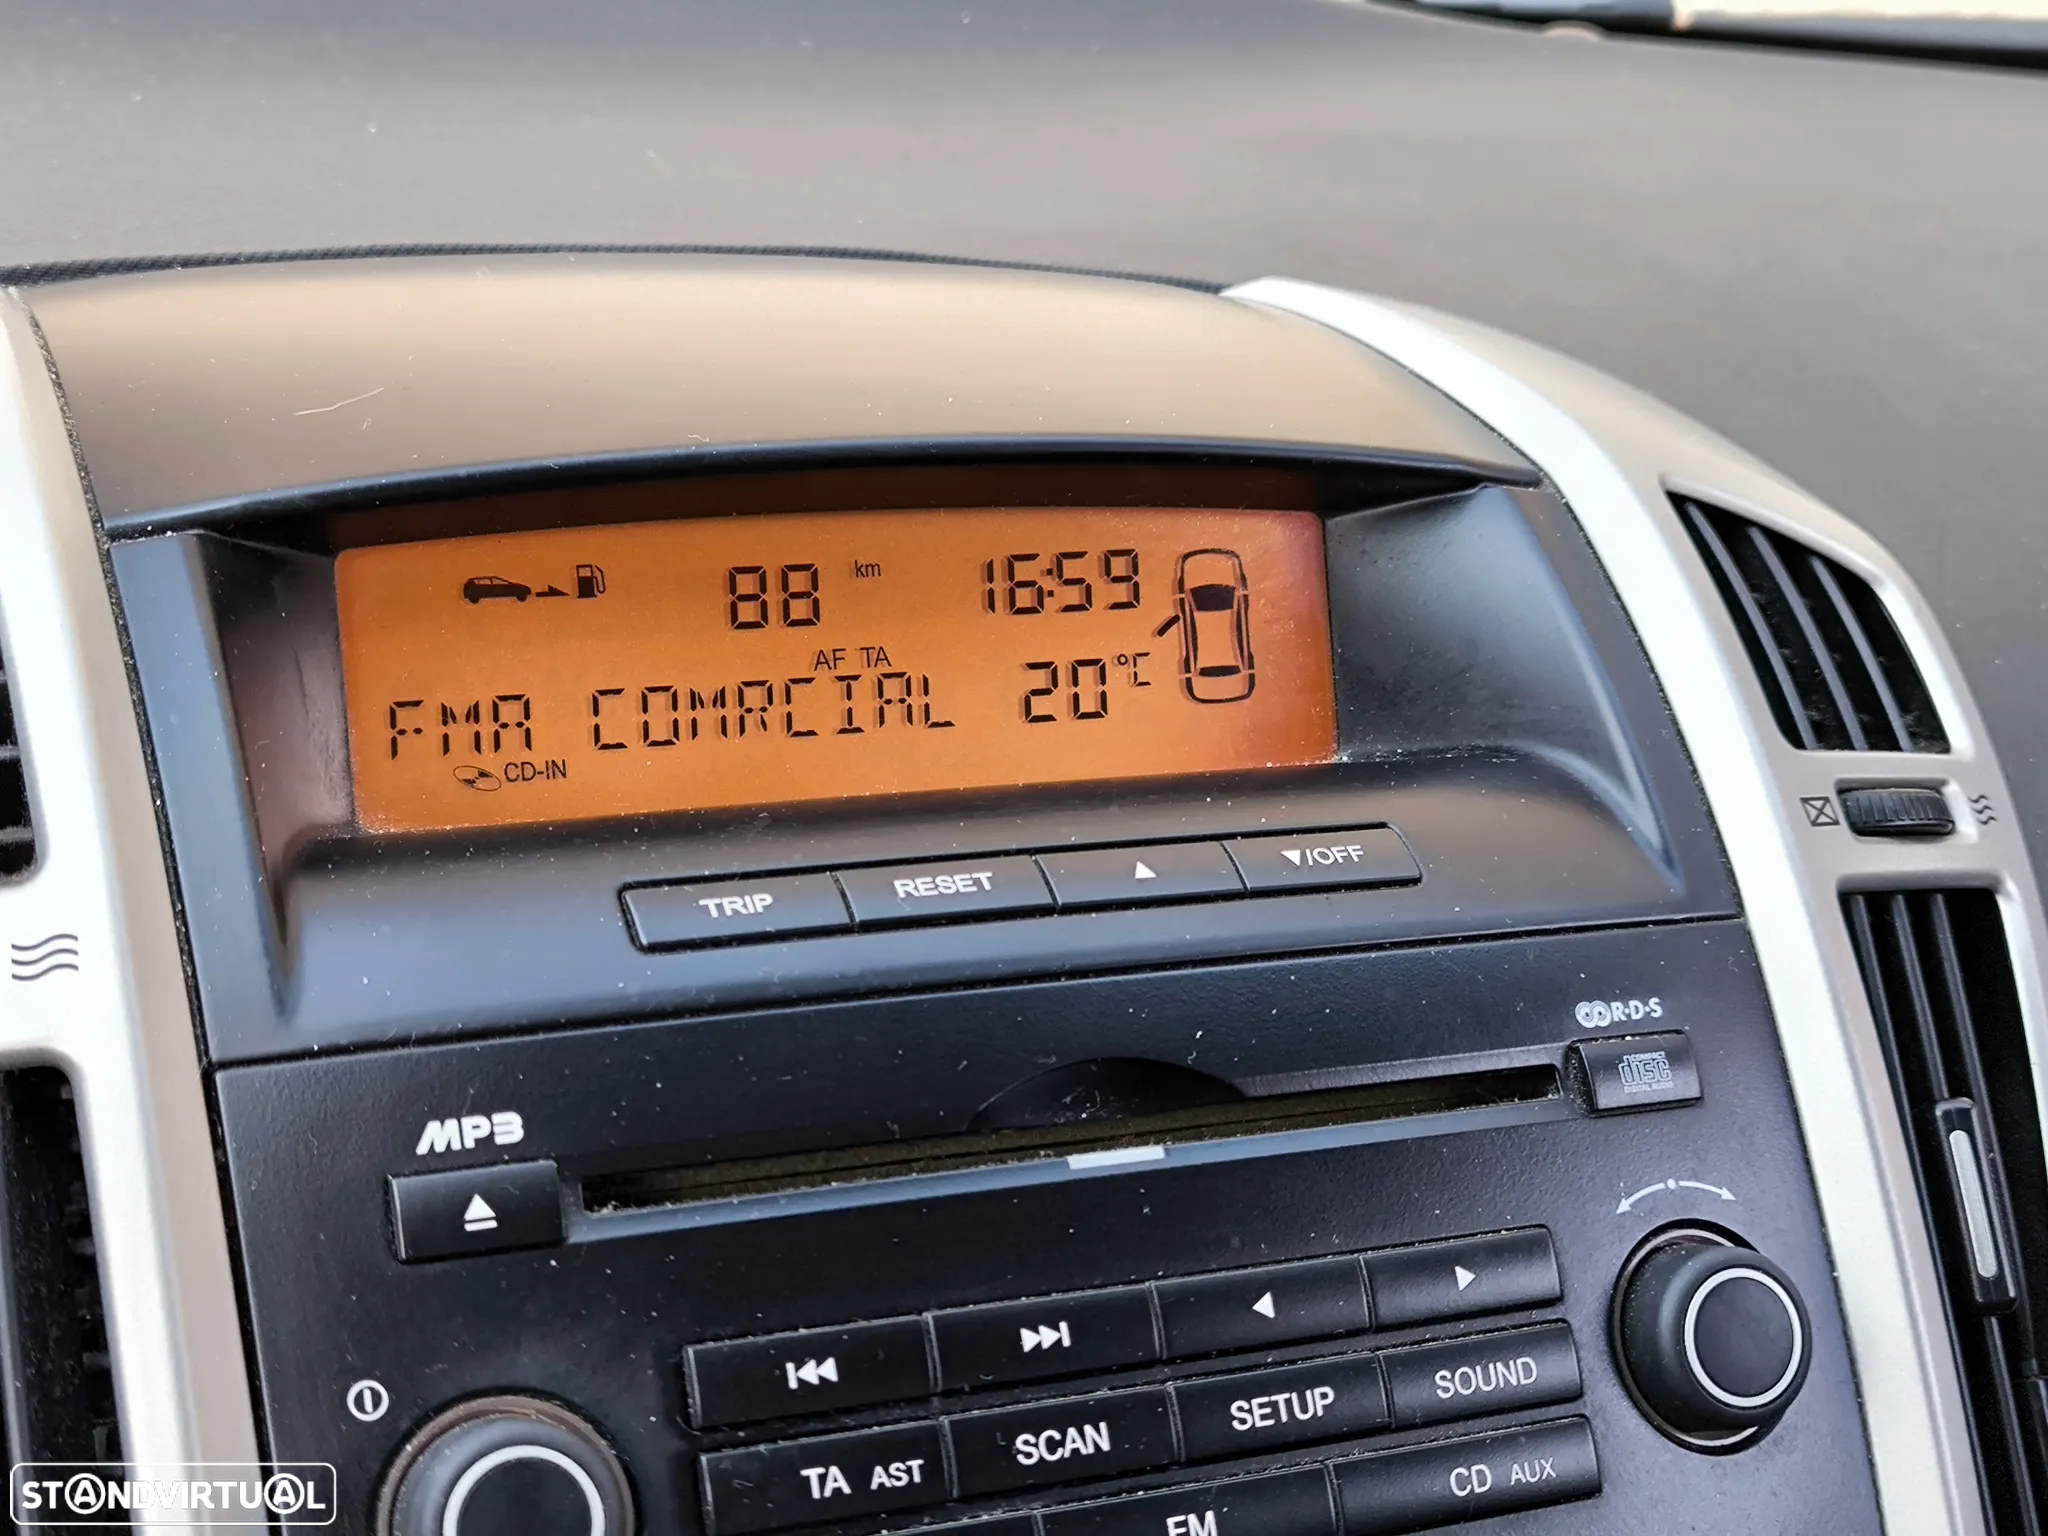 88 km 16:59
AF TA
FMA COMRCIAL 20°C
CD-IN
TRIP RESET ▲ ▼/OFF
R·D·S
COMPACT
disc
DIGITAL AUDIO
MP3
SOUND
SETUP
SCAN
TA AST
CD AUX
FM
STANDVIRTUAL